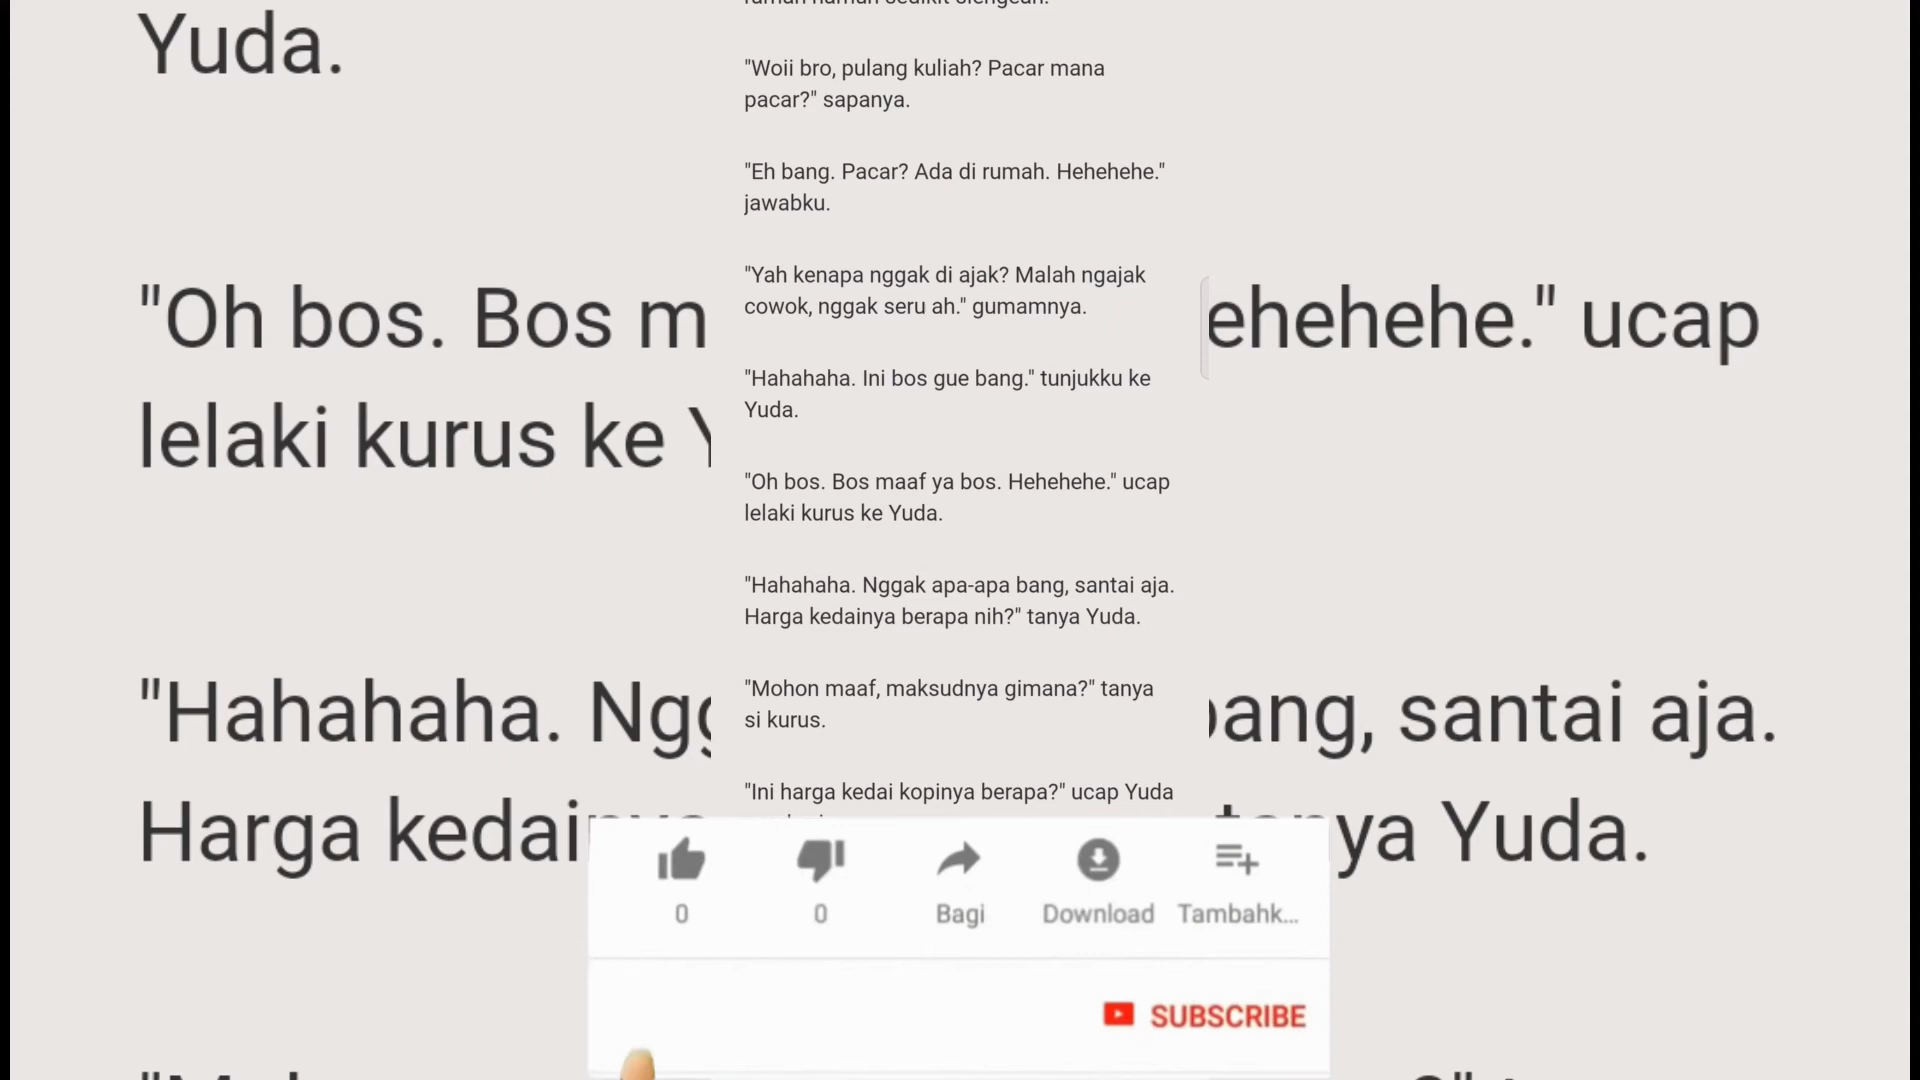 "Woii bro, pulang kuliah? Pacar mana
pacar?" sapanya.
"Eh bang. Pacar? Ada di rumah. Hehehehe."
jawabku.
"Yah kenapa nggak di ajak? Malah ngajak
cowok, nggak seru ah." gumamnya.
"Hahahaha. Ini bos gue bang." tunjukku ke
Yuda.
"Oh bos. Bos maaf ya bos. Hehehehe." ucap
lelaki kurus ke Yuda.
"Hahahaha. Nggak apa-apa bang, santai aja.
Harga kedainya berapa nih?" tanya Yuda.
"Mohon maaf, maksudnya gimana?" tanya
si kurus.
"Ini harga kedai kopinya berapa?" ucap Yuda
Yuda.
"Oh bos. Bos m ehehehe." ucap
lelaki kurus ke
"Hahahaha. bang, santai aja.
Harga Yuda.
0 0 Bagi Download Tambahk...
SUBSCRIBE